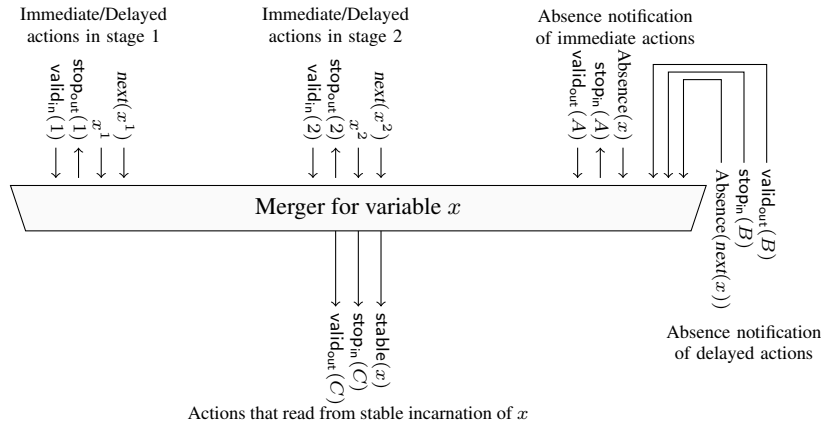 Immediate/Delayed
actions in stage 1
valid_in(1)
stop_out(1)
x^1
next(x^1)
Immediate/Delayed
actions in stage 2
valid_in(2)
stop_out(2)
x^2
next(x^2)
Absence notification
of immediate actions
valid_out(A)
stop_in(A)
Absence(x)
Merger for variable x
Absence(next(x))
stop_in(B)
valid_out(B)
Absence notification
of delayed actions
valid_out(C)
stop_in(C)
stable(x)
Actions that read from stable incarnation of x